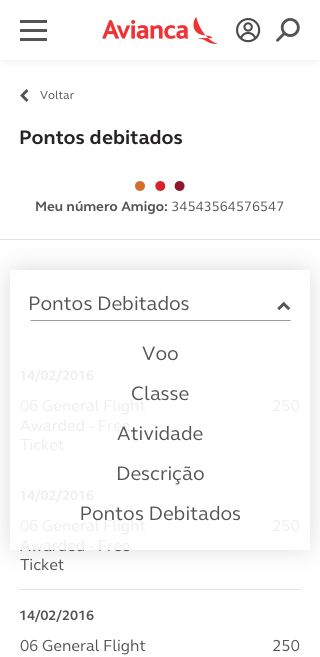 Avianca
Voltar
Pontos debitados
Meu número Amigo: 34543564576547
Pontos Debitados
Voo
14/02/2016
Classe
06 General Flight 250
Awarded - Free
Atividade
Ticket
Descrição
14/02/2016
Pontos Debitados
06 General Flight 250
Awarded - Free
Ticket
14/02/2016
06 General Flight 250